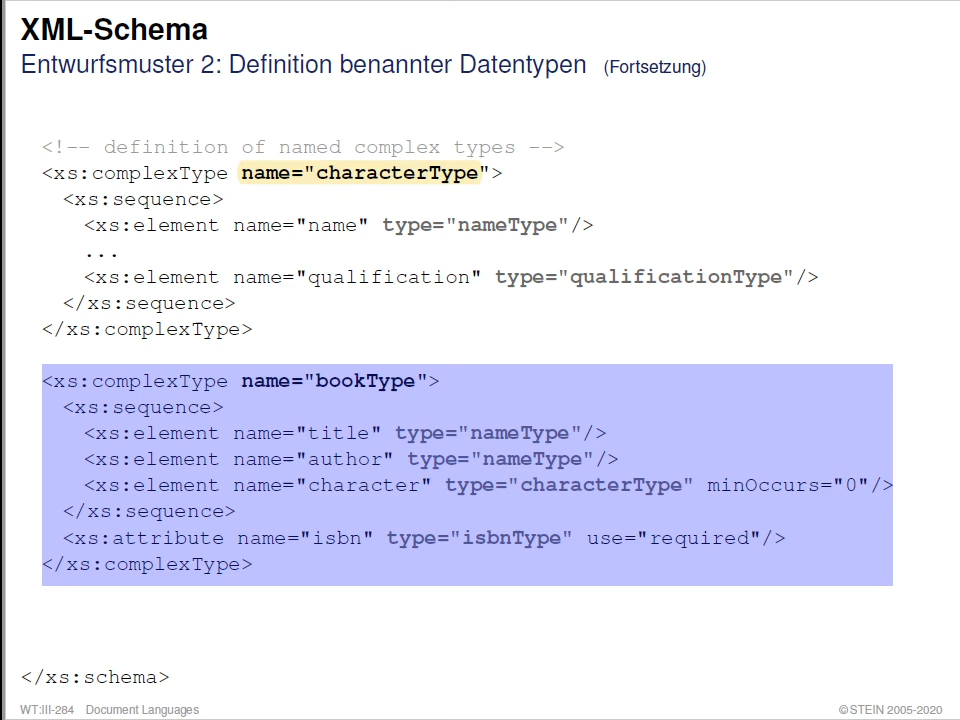 XML-Schema
Entwurfsmuster 2: Definition benannter Datentypen (Fortsetzung)
<!-- definition of named complex types -->
<xs:complexType name="characterType">
<xs:sequence>
<xs:element name="name" type="nameType"/>
...
<xs:element name="qualification" type="qualificationType"/>
</xs:sequence>
</xs:complexType>
<xs:complexType name="bookType">
<xs:sequence>
<xs:element name="title" type="nameType"/>
<xs:element name="author" type="nameType"/>
<xs:element name="character" type="characterType" minOccurs="0"/>
</xs:sequence>
<xs:attribute name="isbn" type="isbnType" use="required"/>
</xs:complexType>
</xs:schema>
WT:III-284 Document Languages
©STEIN 2005-2020